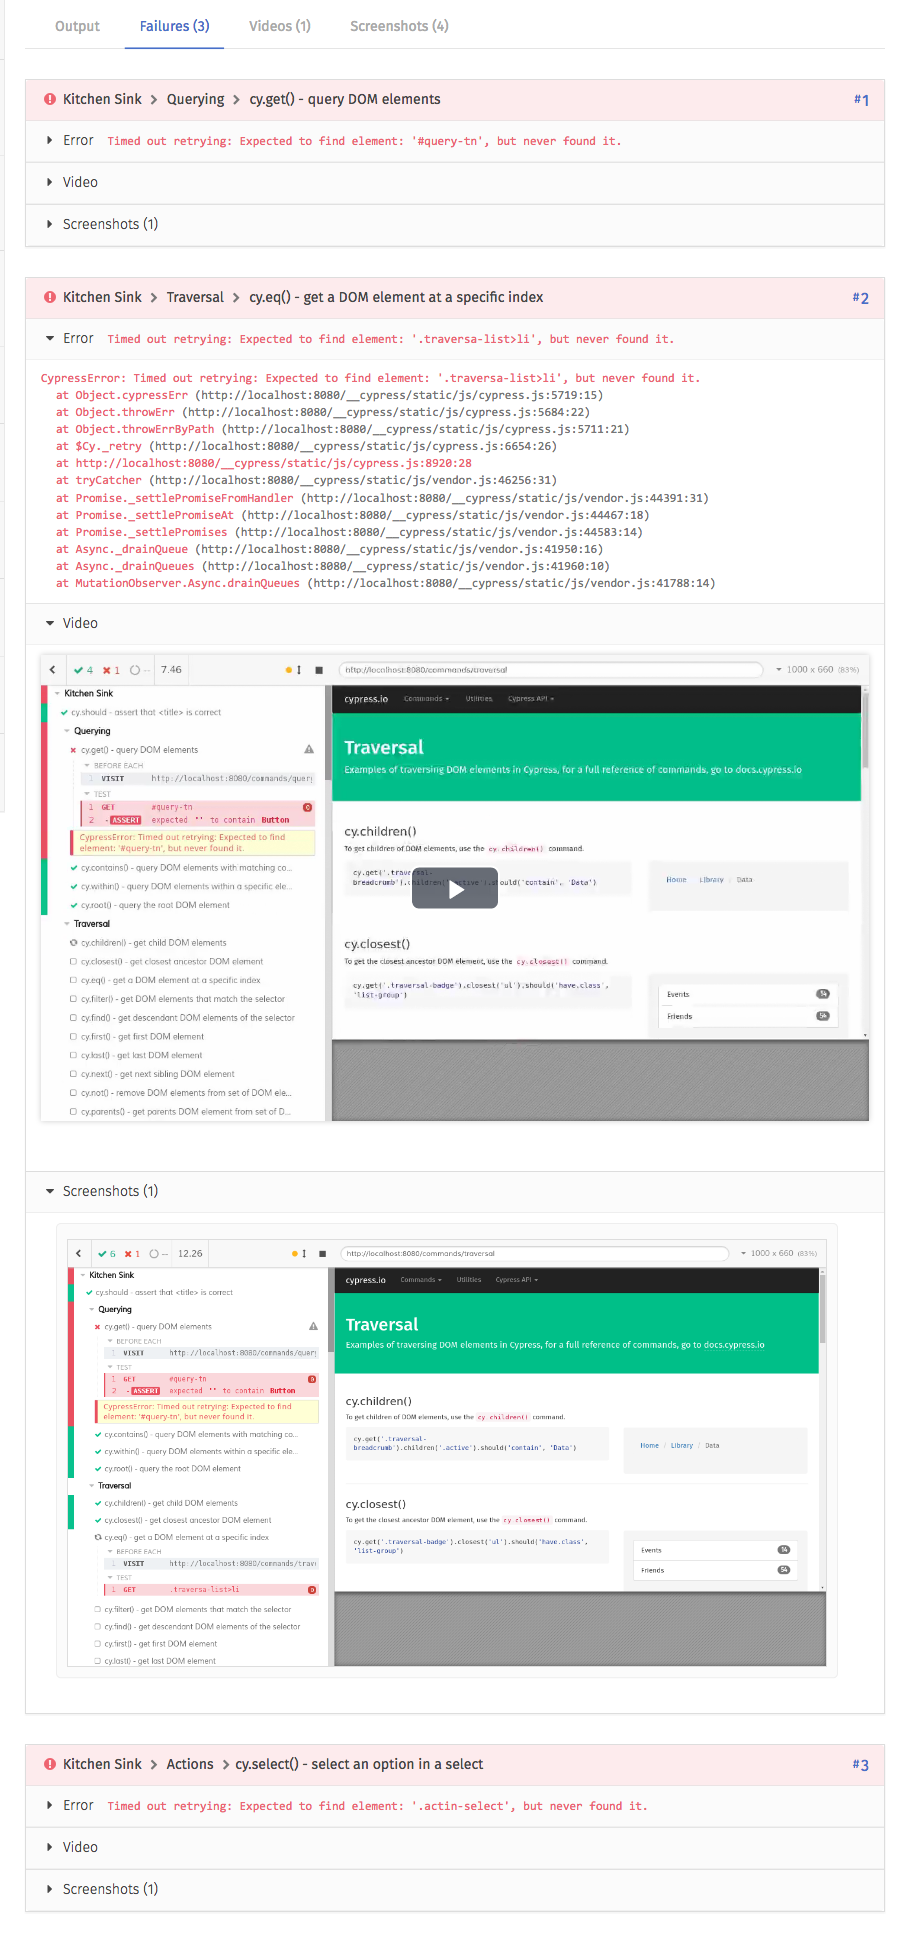 Output Failures (3) Videos (1) Screenshots (4)
Kitchen Sink > Querying > cy.get() - query DOM elements #1
Error Timed out retrying: Expected to find element: '#query-tn', but never found it.
Video
Screenshots (1)
Kitchen Sink > Traversal > cy.eq() - get a DOM element at a specific index #2
Error Timed out retrying: Expected to find element: '.traversa-list>li', but never found it.
CypressError: Timed out retrying: Expected to find element: '.traversa-list>li', but never found it.
at Object.cypressErr (http://localhost:8080/__cypress/static/js/cypress.js:5719:15)
at Object.throwErr (http://localhost:8080/__cypress/static/js/cypress.js:5684:22)
at Object.throwErrByPath (http://localhost:8080/__cypress/static/js/cypress.js:5711:21)
at $Cy._retry (http://localhost:8080/__cypress/static/js/cypress.js:6654:26)
at http://localhost:8080/__cypress/static/js/cypress.js:8920:28
at tryCatcher (http://localhost:8080/__cypress/static/js/vendor.js:46256:31)
at Promise._settlePromiseFromHandler (http://localhost:8080/__cypress/static/js/vendor.js:44391:31)
at Promise._settlePromiseAt (http://localhost:8080/__cypress/static/js/vendor.js:44467:18)
at Promise._settlePromises (http://localhost:8080/__cypress/static/js/vendor.js:44583:14)
at Async._drainQueue (http://localhost:8080/__cypress/static/js/vendor.js:41950:16)
at Async._drainQueues (http://localhost:8080/__cypress/static/js/vendor.js:41960:10)
at MutationObserver.Async.drainQueues (http://localhost:8080/__cypress/static/js/vendor.js:41788:14)
Video
4 1 -- 7.46 http://localhost:8080/commands/traversal 1000 x 660 (83%)
Kitchen Sink
cy.should - assert that <title> is correct
Querying
cy.get() - query DOM elements
BEFORE EACH
1 VISIT http://localhost:8080/commands/query
TEST
1 GET #query-tn 0
2 -ASSERT expected '' to contain Button
CypressError: Timed out retrying: Expected to find
element: '#query-tn', but never found it.
cy.contains() - query DOM elements with matching co...
cy.within() - query DOM elements within a specific ele...
cy.root() - query the root DOM element
Traversal
cy.children() - get child DOM elements
cy.closest() - get closest ancestor DOM element
cy.eq() - get a DOM element at a specific index
cy.filter() - get DOM elements that match the selector
cy.find() - get descendant DOM elements of the selector
cy.first() - get first DOM element
cy.last() - get last DOM element
cy.next() - get next sibling DOM element
cy.not() - remove DOM elements from set of DOM ele...
cy.parents() - get parents DOM element from set of D...
cypress.io Commands Utilities Cypress API
Traversal
Examples of traversing DOM elements in Cypress, for a full reference of commands, go to docs.cypress.io
cy.children()
To get children of DOM elements, use the cy.children() command.
cy.get('.traversal-
breadcrumb').children('.active').should('contain', 'Data')
Home Library Data
cy.closest()
To get the closest ancestor DOM element, use the cy.closest() command.
cy.get('.traversal-badge').closest('ul').should('have.class',
'list-group')
Events 14
Friends 54
Screenshots (1)
6 1 -- 12.26 http://localhost:8080/commands/traversal 1000 x 660 (83%)
Kitchen Sink
cy.should - assert that <title> is correct
Querying
cy.get() - query DOM elements
BEFORE EACH
1 VISIT http://localhost:8080/commands/query
TEST
1 GET #query-tn 0
2 -ASSERT expected '' to contain Button
CypressError: Timed out retrying: Expected to find
element: '#query-tn', but never found it.
cy.contains() - query DOM elements with matching co...
cy.within() - query DOM elements within a specific ele...
cy.root() - query the root DOM element
Traversal
cy.children() - get child DOM elements
cy.closest() - get closest ancestor DOM element
cy.eq() - get a DOM element at a specific index
BEFORE EACH
1 VISIT http://localhost:8080/commands/trave
TEST
1 GET .traversa-list>li 0
cy.filter() - get DOM elements that match the selector
cy.find() - get descendant DOM elements of the selector
cy.first() - get first DOM element
cy.last() - get last DOM element
cypress.io Commands Utilities Cypress API
Traversal
Examples of traversing DOM elements in Cypress, for a full reference of commands, go to docs.cypress.io
cy.children()
To get children of DOM elements, use the cy.children() command.
cy.get('.traversal-
breadcrumb').children('.active').should('contain', 'Data')
Home / Library / Data
cy.closest()
To get the closest ancestor DOM element, use the cy.closest() command.
cy.get('.traversal-badge').closest('ul').should('have.class',
'list-group')
Events 14
Friends 54
Kitchen Sink > Actions > cy.select() - select an option in a select #3
Error Timed out retrying: Expected to find element: '.actin-select', but never found it.
Video
Screenshots (1)